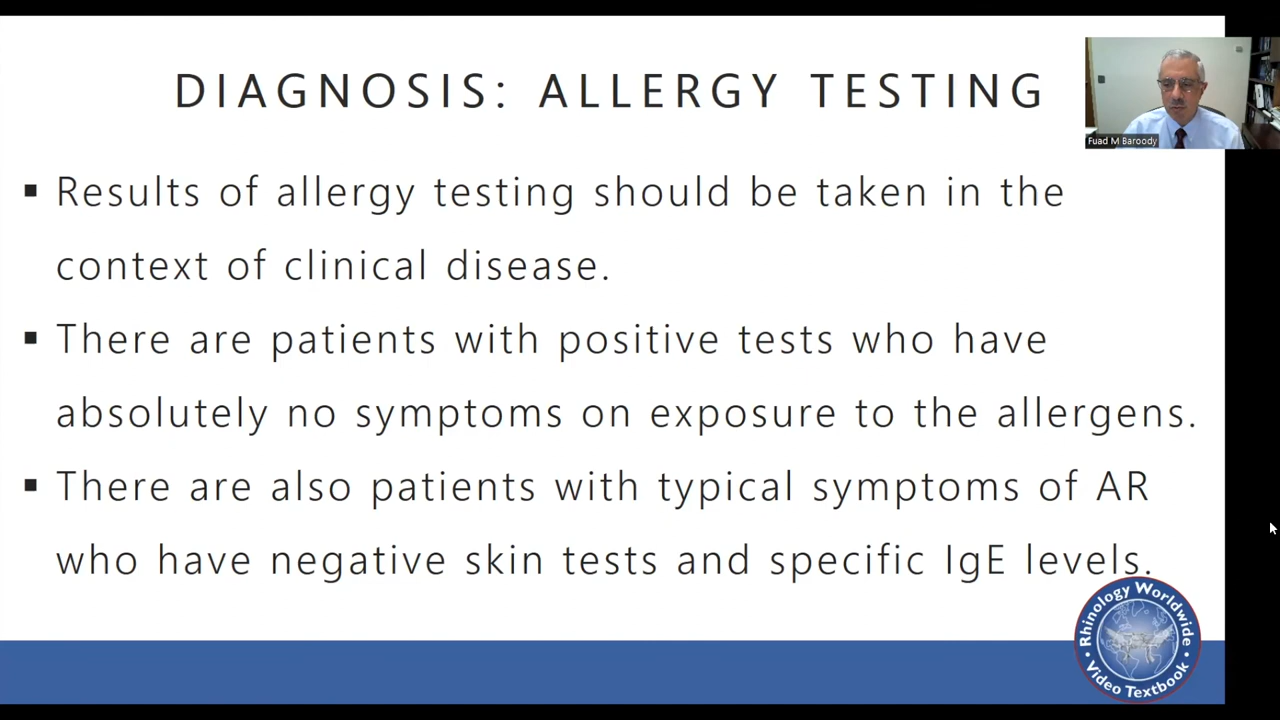 DIAGNOSIS: ALLERGY TESTING
Fuad M Baroody
▪ Results of allergy testing should be taken in the
context of clinical disease.
▪ There are patients with positive tests who have
absolutely no symptoms on exposure to the allergens.
▪ There are also patients with typical symptoms of AR
who have negative skin tests and specific IgE levels.
Rhinology Worldwide
• Video Textbook •